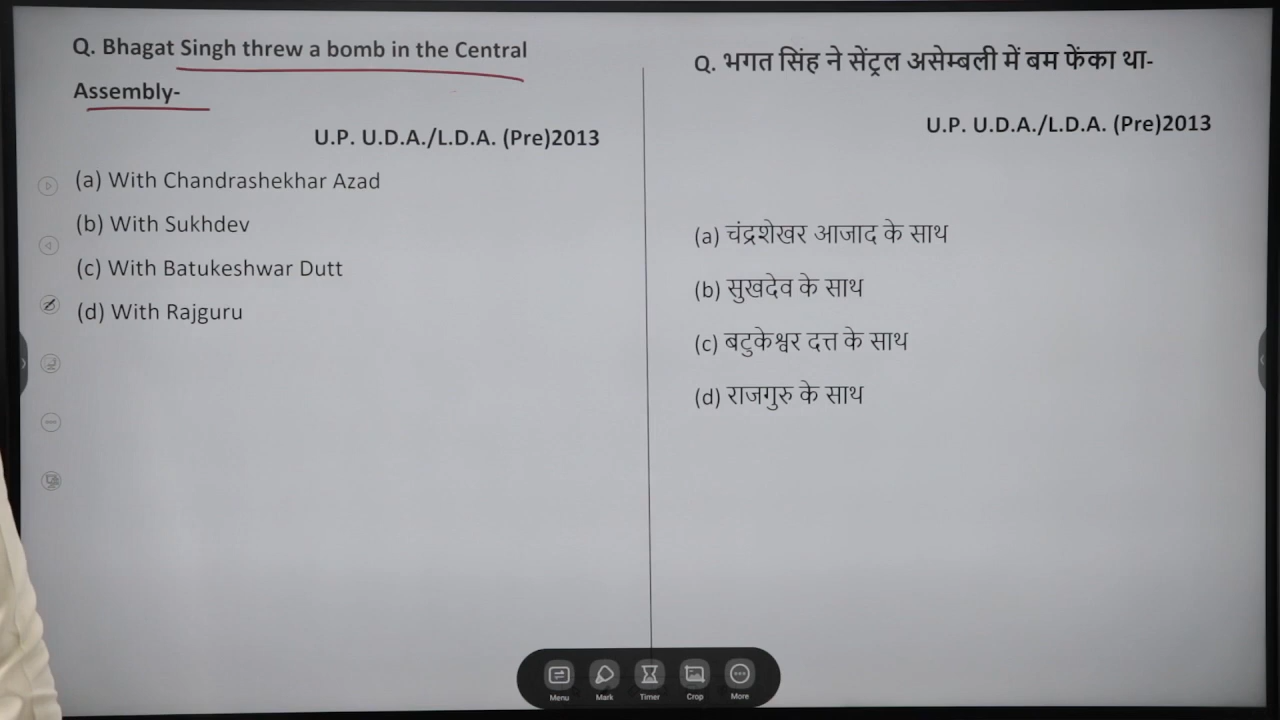 Q. Bhagat Singh threw a bomb in the Central
Assembly-
U.P. U.D.A./L.D.A. (Pre)2013
(a) With Chandrashekhar Azad
(b) With Sukhdev
(c) With Batukeshwar Dutt
(d) With Rajguru
Q. भगत सिंह ने सेंट्रल असेम्बली में बम फेंका था-
U.P. U.D.A./L.D.A. (Pre)2013
(a) चंद्रशेखर आजाद के साथ
(b) सुखदेव के साथ
(c) बटुकेश्वर दत्त के साथ
(d) राजगुरु के साथ
Menu Mark Timer Crop More